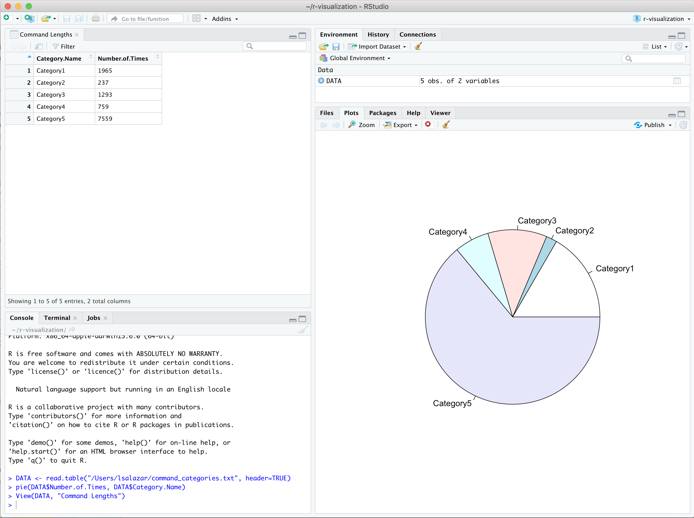 ~/r-visualization - RStudio
Go to file/function
Addins
r-visualization
Command Lengths
Filter
Category.Name Number.of.Times
1 Category1 1965
2 Category2 237
3 Category3 1293
4 Category4 759
5 Category5 7559
Showing 1 to 5 of 5 entries, 2 total columns
Console Terminal Jobs
~/r-visualization/
Platform: x86_64-apple-darwin15.6.0 (64-bit)
R is free software and comes with ABSOLUTELY NO WARRANTY.
You are welcome to redistribute it under certain conditions.
Type 'license()' or 'licence()' for distribution details.
Natural language support but running in an English locale
R is a collaborative project with many contributors.
Type 'contributors()' for more information and
'citation()' on how to cite R or R packages in publications.
Type 'demo()' for some demos, 'help()' for on-line help, or
'help.start()' for an HTML browser interface to help.
Type 'q()' to quit R.
> DATA <- read.table("/Users/lsalazar/command_categories.txt", header=TRUE)
> pie(DATA$Number.of.Times, DATA$Category.Name)
> View(DATA, "Command Lengths")
>
Environment History Connections
Import Dataset
List
Global Environment
Data
DATA 5 obs. of 2 variables
Files Plots Packages Help Viewer
Zoom Export Publish
Category3
Category4
Category2
Category1
Category5